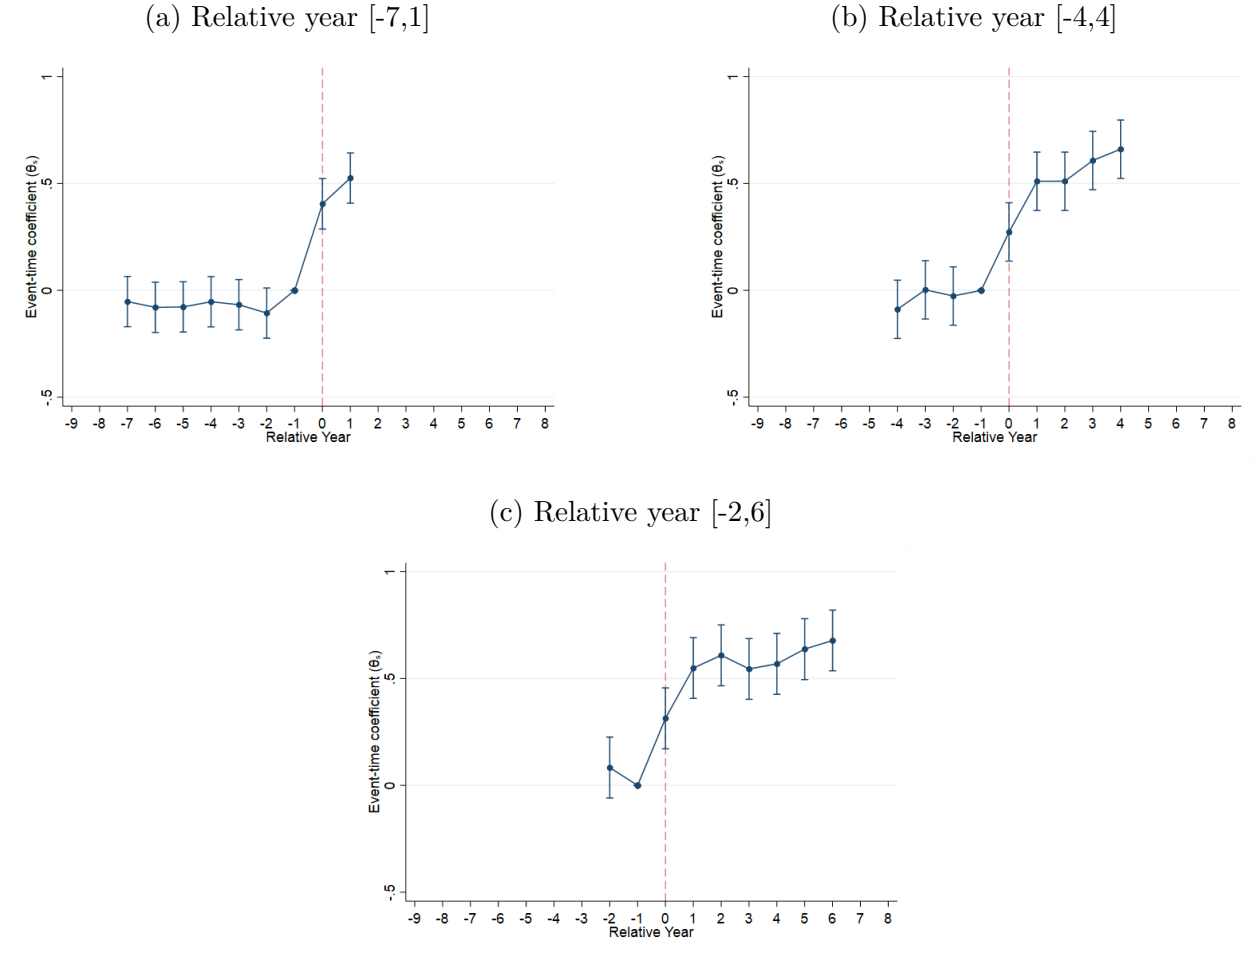 (a) Relative year [-7,1]
1
.5
0
-.5
Event-time coefficient (θₛ)
-9 -8 -7 -6 -5 -4 -3 -2 -1 0 1 2 3 4 5 6 7 8
Relative Year
(b) Relative year [-4,4]
1
.5
0
-.5
Event-time coefficient (θₛ)
-9 -8 -7 -6 -5 -4 -3 -2 -1 0 1 2 3 4 5 6 7 8
Relative Year
(c) Relative year [-2,6]
1
.5
0
-.5
Event-time coefficient (θₛ)
-9 -8 -7 -6 -5 -4 -3 -2 -1 0 1 2 3 4 5 6 7 8
Relative Year